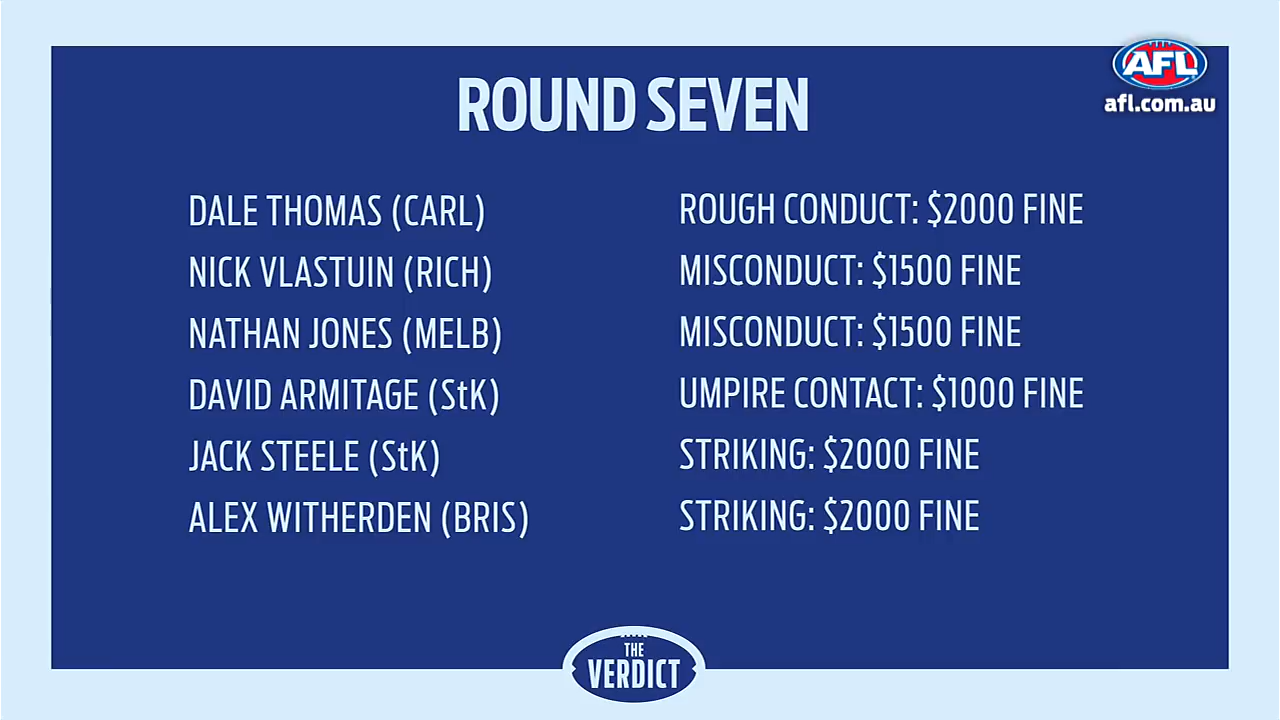 AFL
afl.com.au
ROUND SEVEN
DALE THOMAS (CARL) ROUGH CONDUCT: $2000 FINE
NICK VLASTUIN (RICH) MISCONDUCT: $1500 FINE
NATHAN JONES (MELB) MISCONDUCT: $1500 FINE
DAVID ARMITAGE (StK) UMPIRE CONTACT: $1000 FINE
JACK STEELE (StK) STRIKING: $2000 FINE
ALEX WITHERDEN (BRIS) STRIKING: $2000 FINE
THE
VERDICT